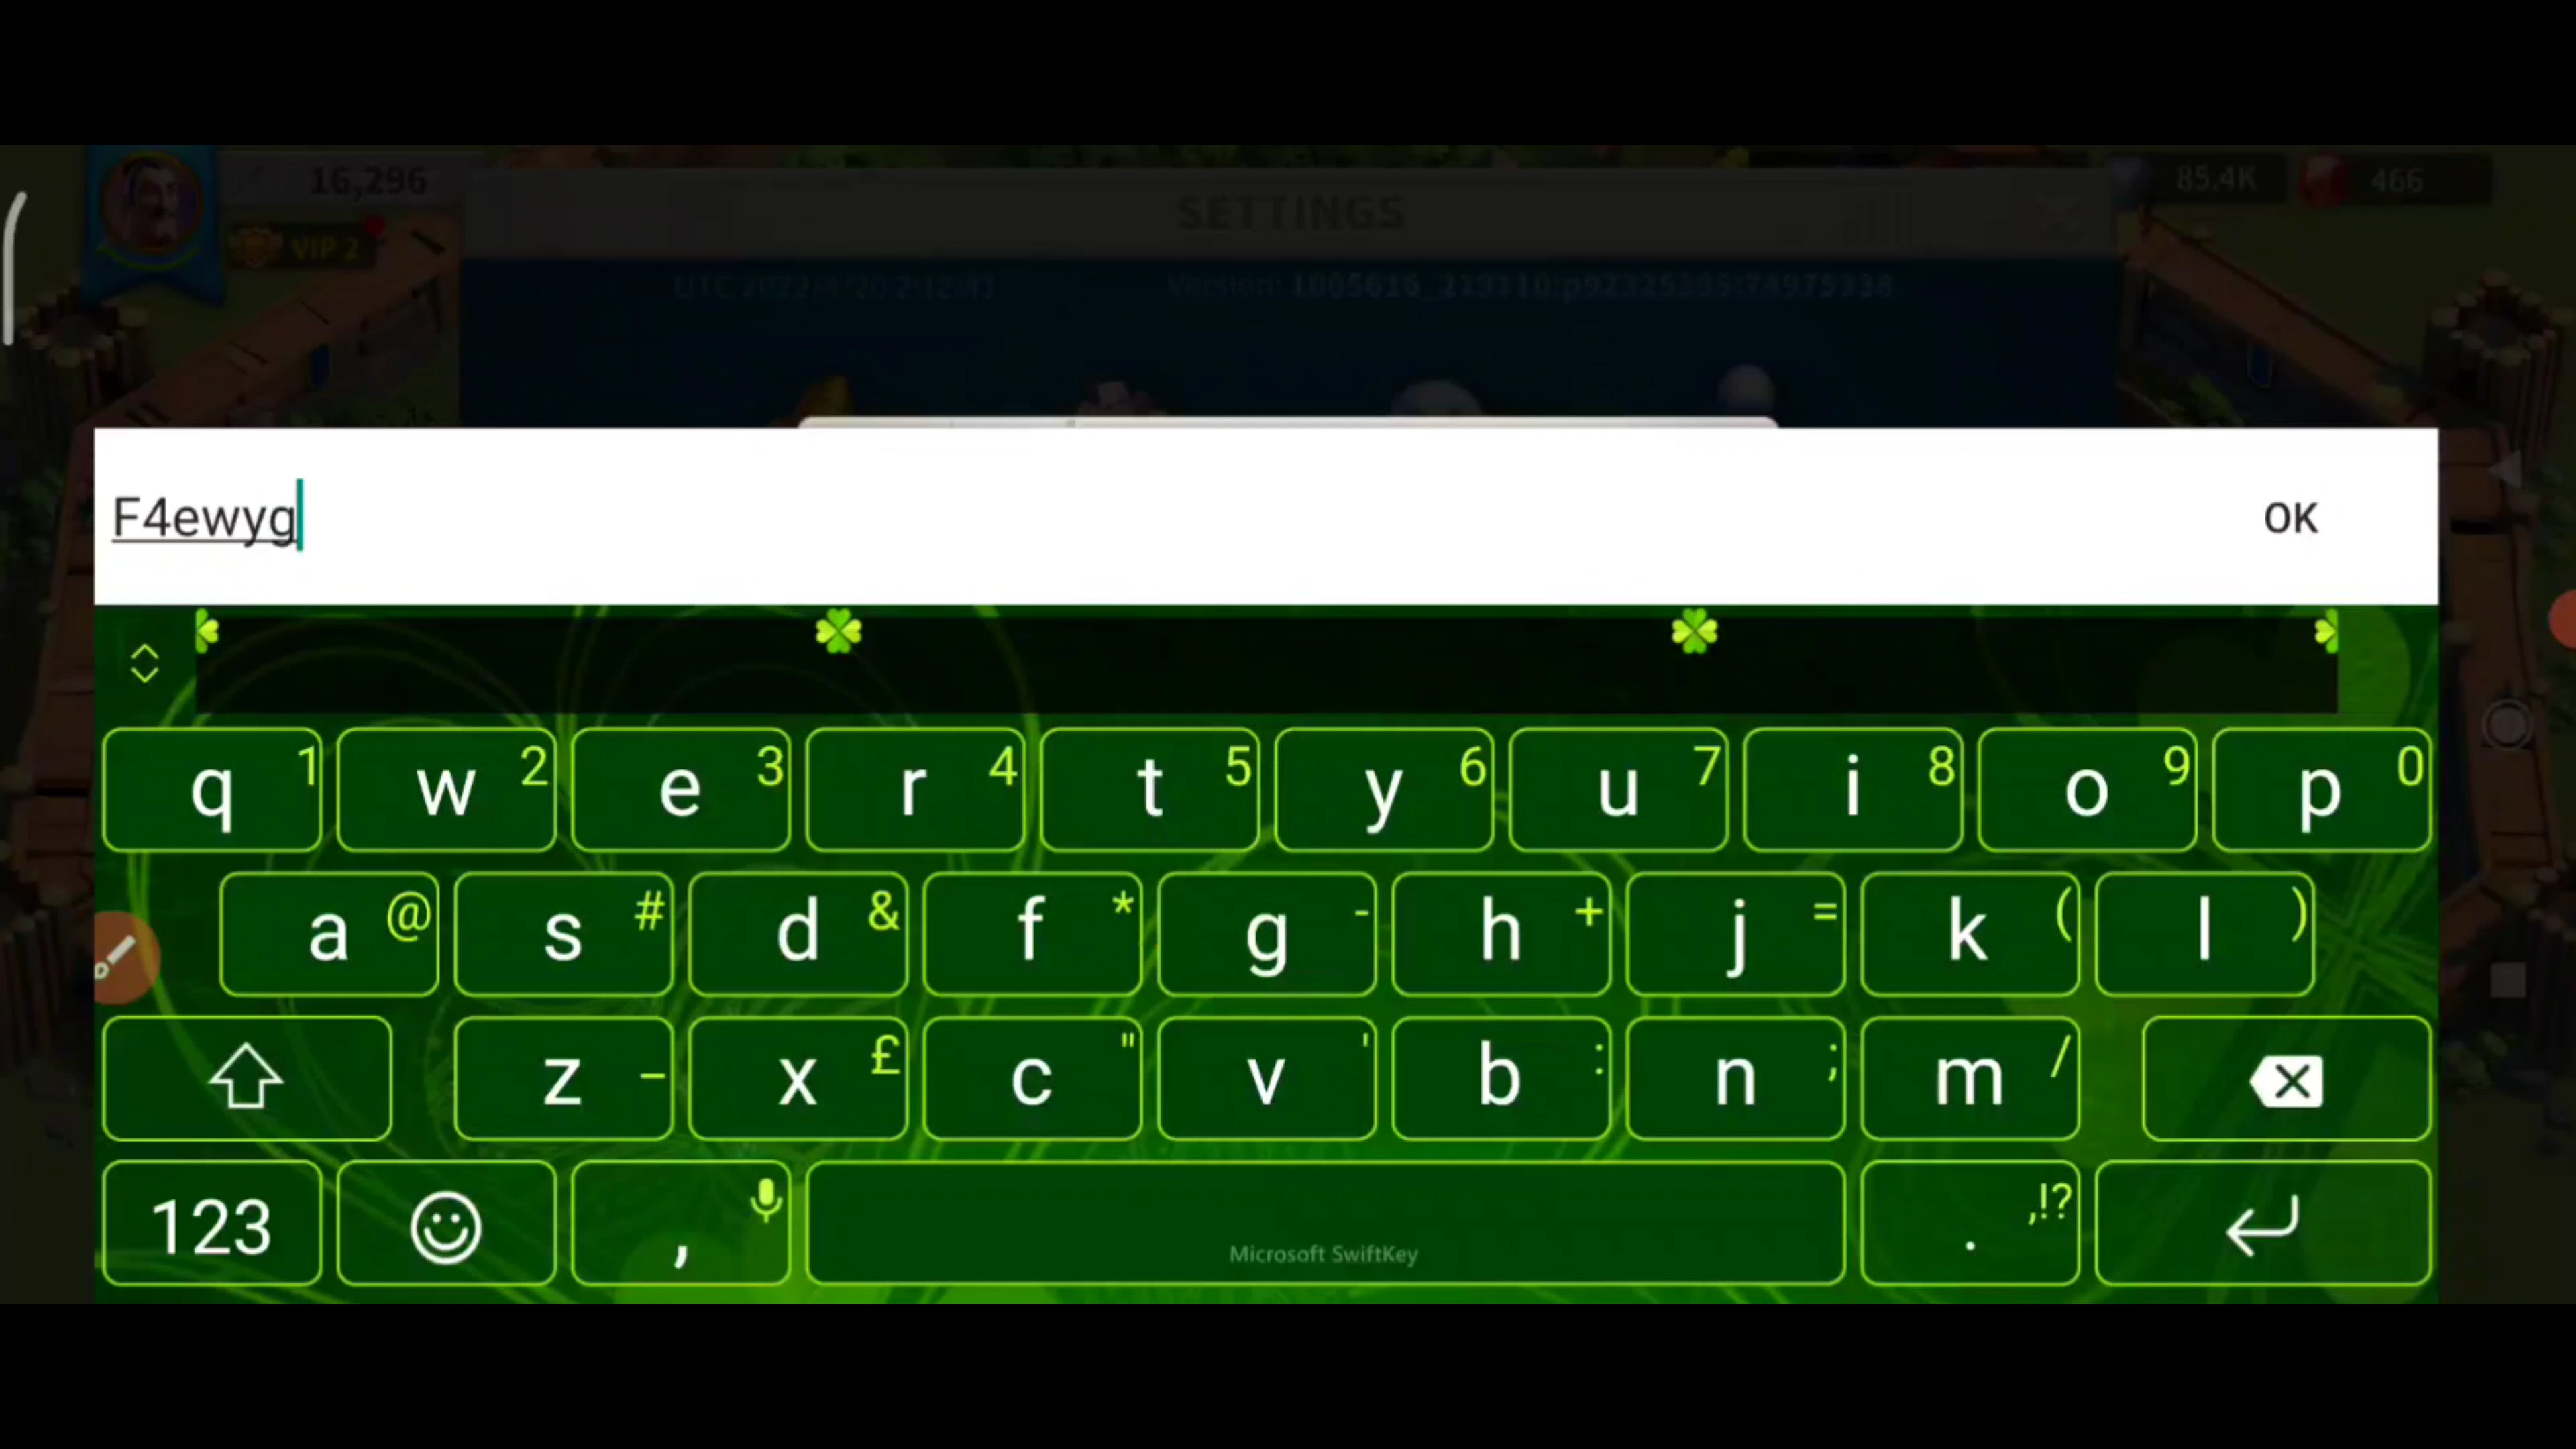 16,296
85.4K
466
SETTINGS
VIP 2
Version:
F4ewyg
OK
q 1 w 2 e 3 r 4 t 5 y 6 u 7 i 8 o 9 p 0
a @ s # d & f * g - h + j = k ( l )
z _ x £ c " v ' b : n ; m /
123 , . ,!?
Microsoft SwiftKey